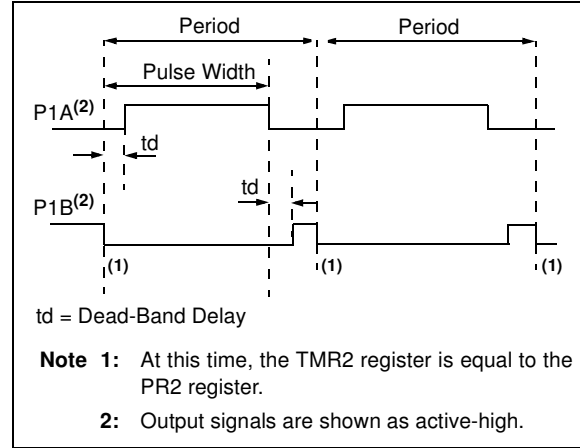 Period Period
Pulse Width
P1A(2)
td
td
P1B(2)
(1) (1) (1)
td = Dead-Band Delay
Note 1: At this time, the TMR2 register is equal to the
PR2 register.
2: Output signals are shown as active-high.